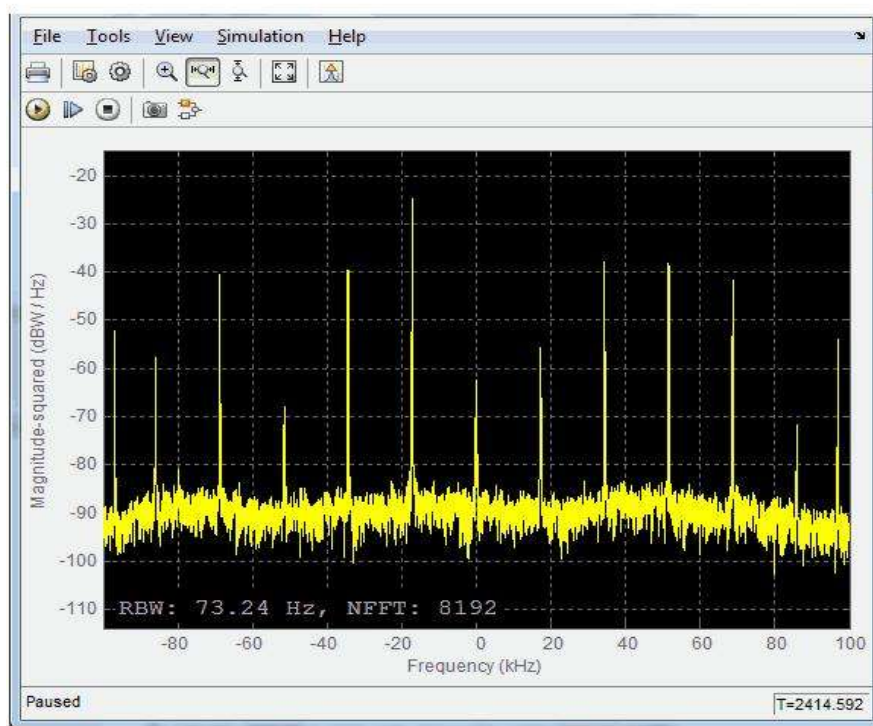 File Tools View Simulation Help
Magnitude-squared (dBW / Hz)
-20
-30
-40
-50
-60
-70
-80
-90
-100
-110
RBW: 73.24 Hz, NFFT: 8192
-80 -60 -40 -20 0 20 40 60 80 100
Frequency (kHz)
Paused T=2414.592